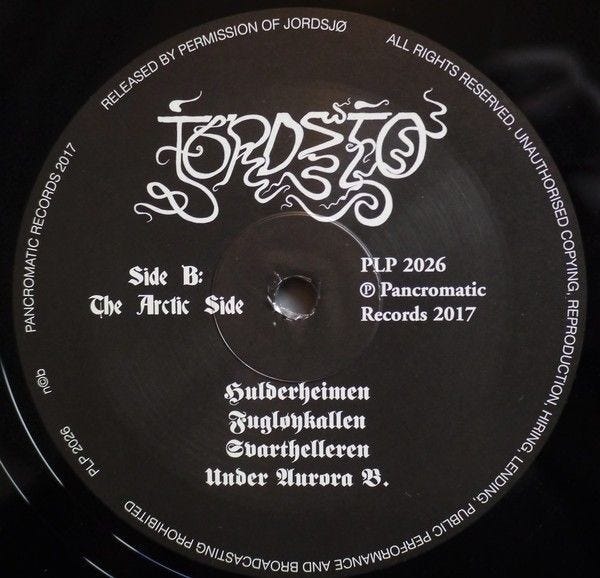 RELEASED BY PERMISSION OF JORDSJØ
ALL RIGHTS RESERVED, UNAUTHORISED COPYING, REPRODUCTION, HIRING, LENDING, PUBLIC PERFORMANCE AND BROADCASTING PROHIBITED
PLP 2026
n©b
PANCROMATIC RECORDS 2017
JORDSJØ
Side B:
The Arctic Side
PLP 2026
℗ Pancromatic
Records 2017
Hulderheimen
Fugløykallen
Svarthelleren
Under Aurora B.